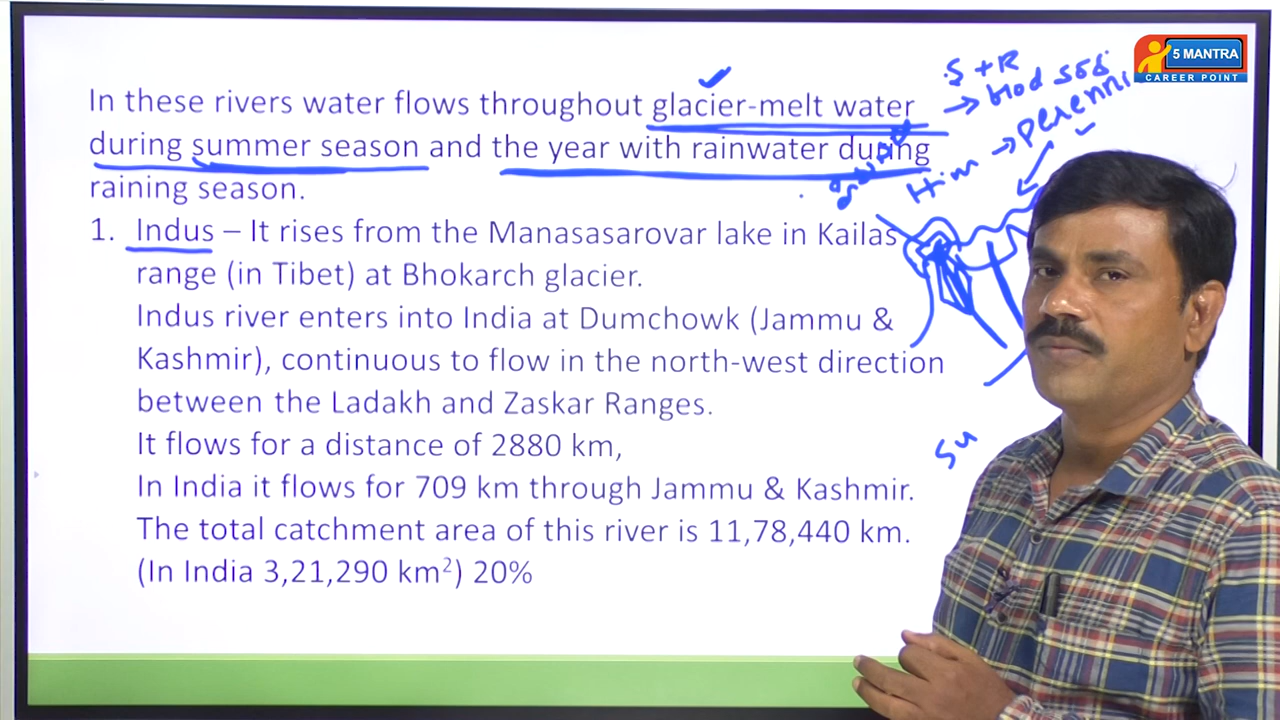 5 MANTRA
CAREER POINT
In these rivers water flows throughout glacier-melt water
during summer season and the year with rainwater during
raining season.
1. Indus – It rises from the Manasasarovar lake in Kailas
range (in Tibet) at Bhokarch glacier.
Indus river enters into India at Dumchowk (Jammu &
Kashmir), continuous to flow in the north-west direction
between the Ladakh and Zaskar Ranges.
It flows for a distance of 2880 km,
In India it flows for 709 km through Jammu & Kashmir.
The total catchment area of this river is 11,78,440 km.
(In India 3,21,290 km²) 20%
S + R
Him →
Su